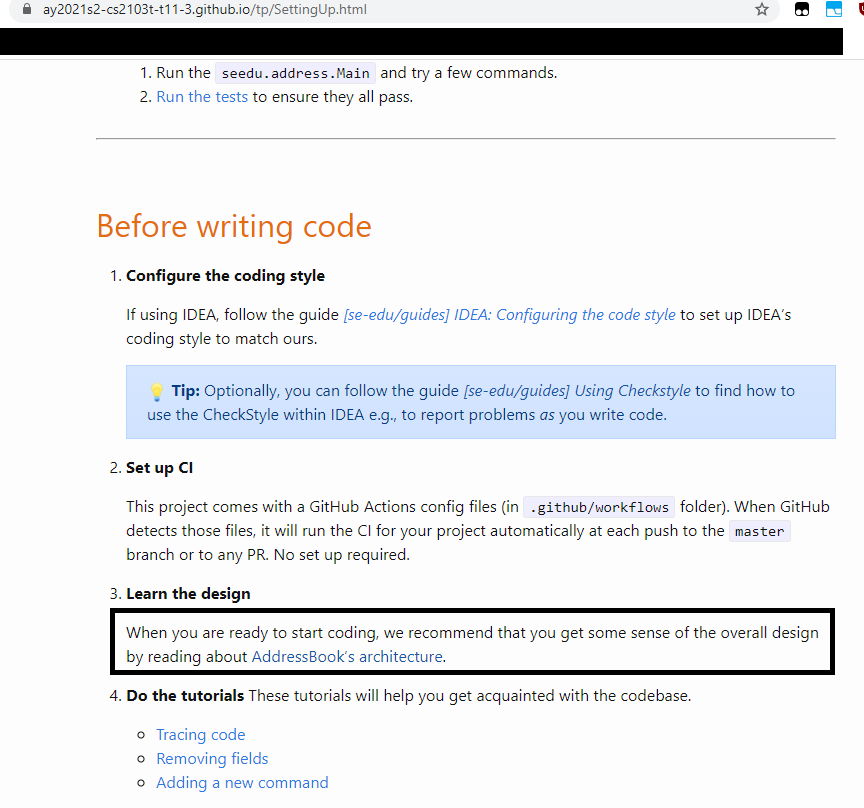 ay2021s2-cs2103t-t11-3.github.io/tp/SettingUp.html
1. Run the seedu.address.Main and try a few commands.
2. Run the tests to ensure they all pass.
Before writing code
1. Configure the coding style
If using IDEA, follow the guide [se-edu/guides] IDEA: Configuring the code style to set up IDEA's
coding style to match ours.
💡 Tip: Optionally, you can follow the guide [se-edu/guides] Using Checkstyle to find how to
use the CheckStyle within IDEA e.g., to report problems as you write code.
2. Set up CI
This project comes with a GitHub Actions config files (in .github/workflows folder). When GitHub
detects those files, it will run the CI for your project automatically at each push to the master
branch or to any PR. No set up required.
3. Learn the design
When you are ready to start coding, we recommend that you get some sense of the overall design
by reading about AddressBook's architecture.
4. Do the tutorials These tutorials will help you get acquainted with the codebase.
Tracing code
Removing fields
Adding a new command